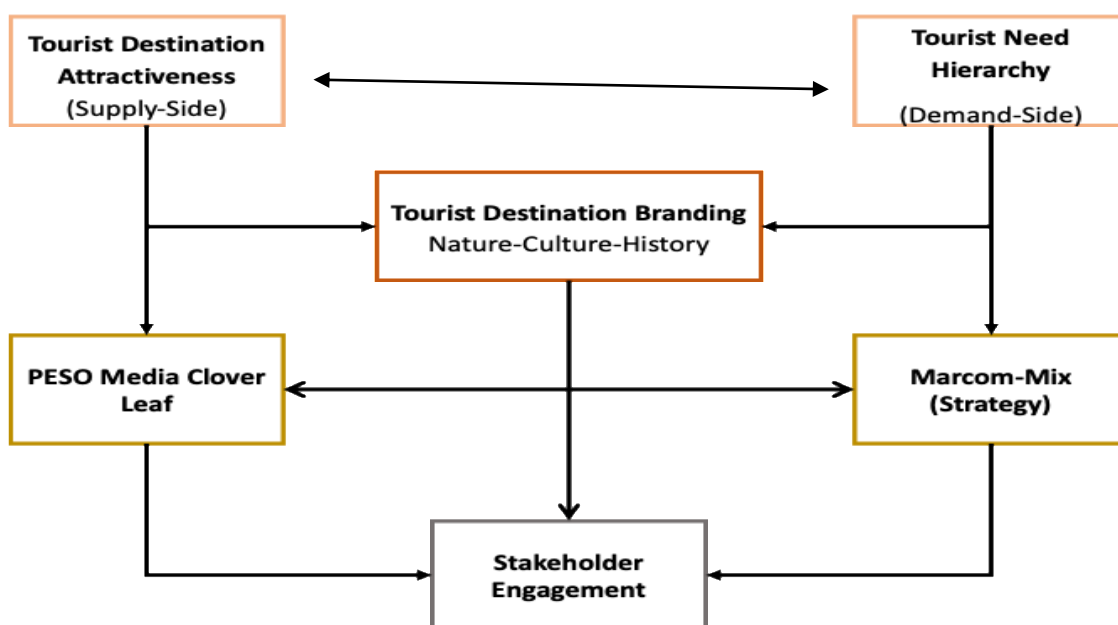 Tourist Destination
Attractiveness
(Supply-Side)
Tourist Need
Hierarchy
(Demand-Side)
Tourist Destination Branding
Nature-Culture-History
PESO Media Clover
Leaf
Marcom-Mix
(Strategy)
Stakeholder
Engagement